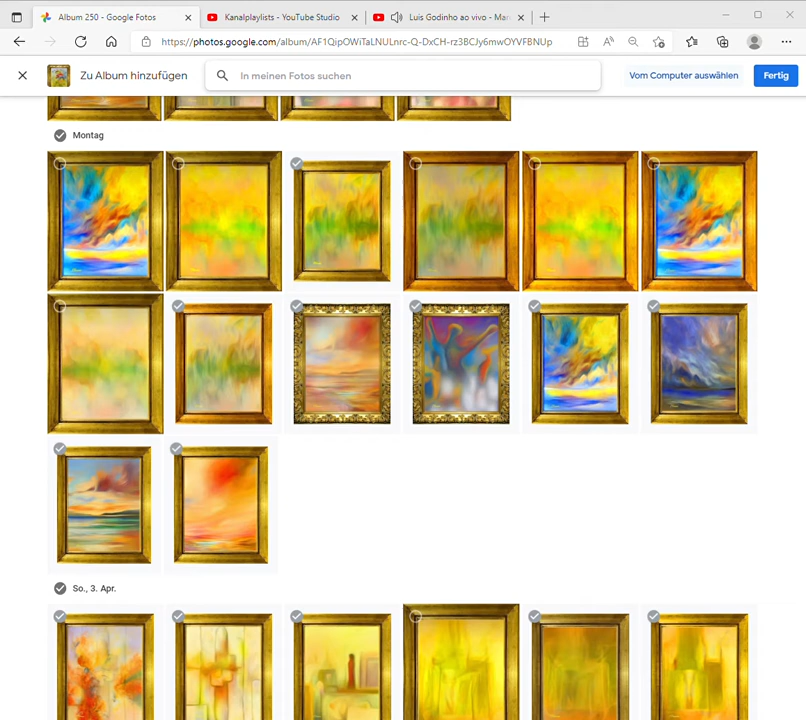 Album 250 - Google Fotos
Kanalplaylists - YouTube Studio
Luis Godinho ao vivo - Mar
https://photos.google.com/album/AF1QipOWiTaLNULnrc-Q-DxCH-rz3BCJy6mwOYVFBNUp
Zu Album hinzufügen
In meinen Fotos suchen
Vom Computer auswählen
Fertig
Montag
So., 3. Apr.